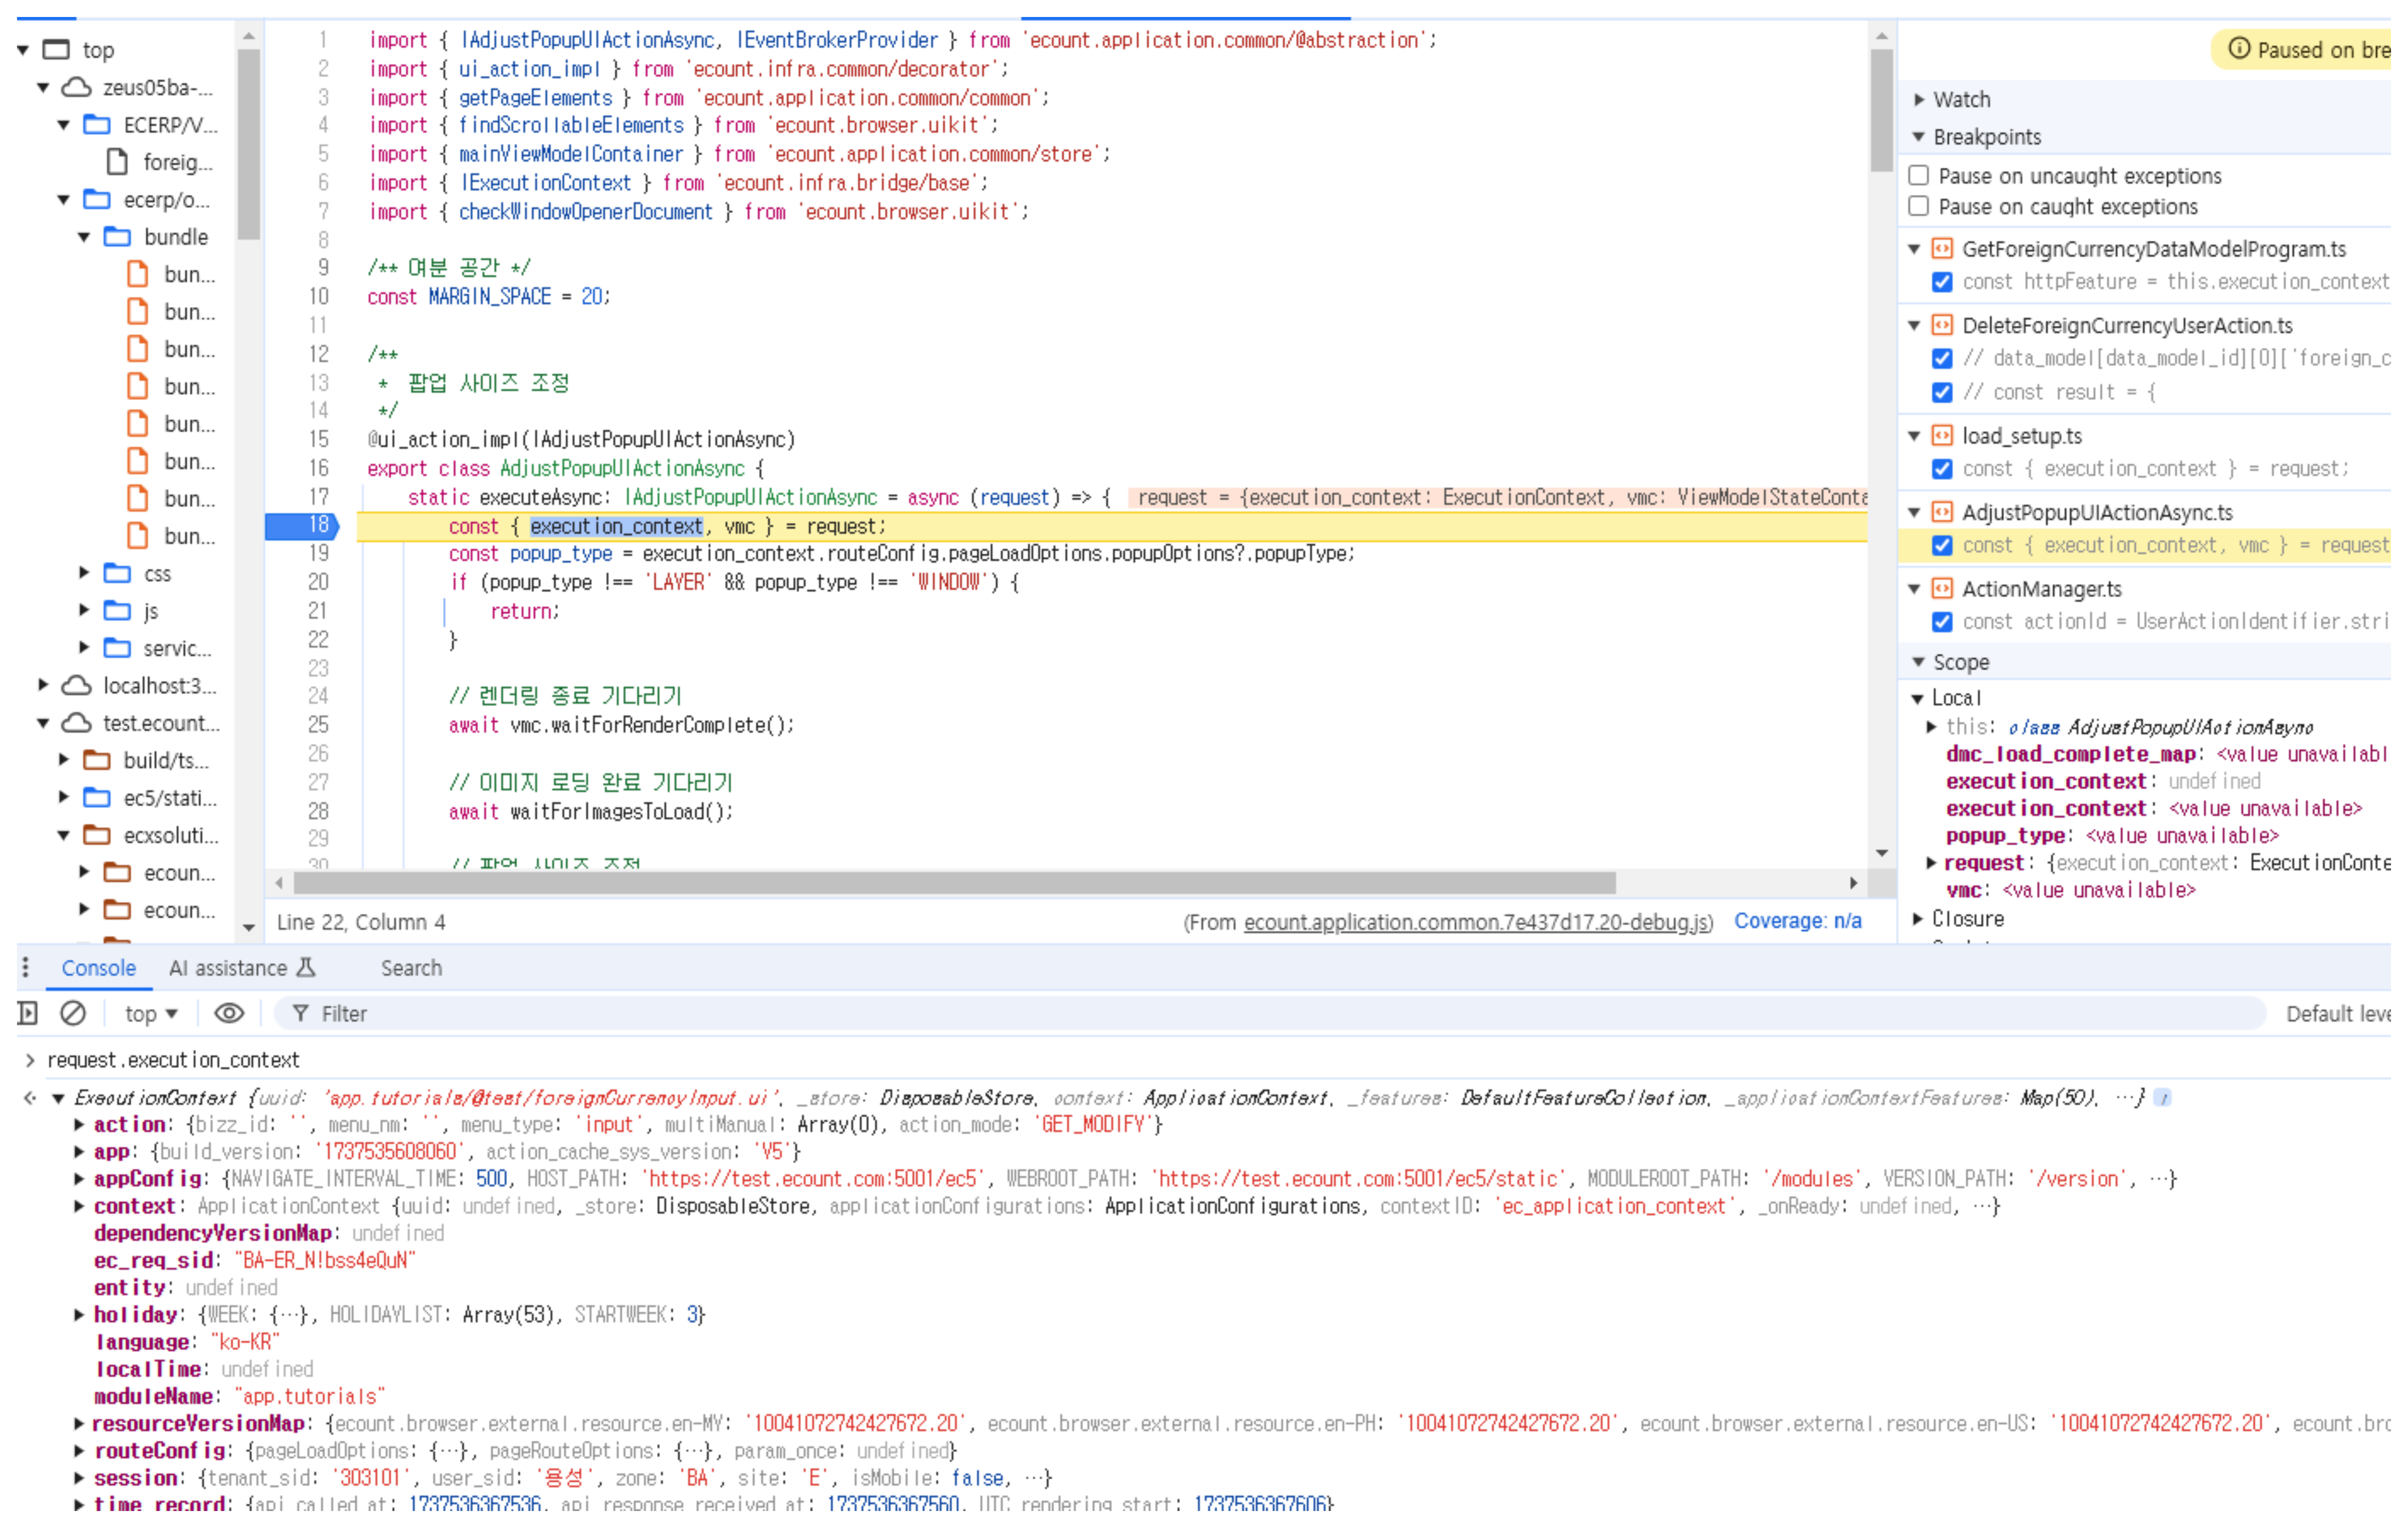 top
zeus05ba-...
ECERP/V...
foreig...
ecerp/o...
bundle
bun...
bun...
bun...
bun...
bun...
bun...
bun...
bun...
css
js
servic...
localhost:3...
test.ecount...
build/ts...
ec5/stati...
ecxsoluti...
ecoun...
ecoun...
1 import { IAdjustPopupUIActionAsync, IEventBrokerProvider } from 'ecount.application.common/@abstraction';
2 import { ui_action_impl } from 'ecount.infra.common/decorator';
3 import { getPageElements } from 'ecount.application.common/common';
4 import { findScrollableElements } from 'ecount.browser.uikit';
5 import { mainViewModelContainer } from 'ecount.application.common/store';
6 import { IExecutionContext } from 'ecount.infra.bridge/base';
7 import { checkWindowOpenerDocument } from 'ecount.browser.uikit';
8
9 /** 여분 공간 */
10 const MARGIN_SPACE = 20;
11
12 /**
13 * 팝업 사이즈 조정
14 */
15 @ui_action_impl(IAdjustPopupUIActionAsync)
16 export class AdjustPopupUIActionAsync {
17 static executeAsync: IAdjustPopupUIActionAsync = async (request) => { request = {execution_context: ExecutionContext, vmc: ViewModelStateConta
18 const { execution_context, vmc } = request;
19 const popup_type = execution_context.routeConfig.pageLoadOptions.popupOptions?.popupType;
20 if (popup_type !== 'LAYER' && popup_type !== 'WINDOW') {
21 return;
22 }
23
24 // 렌더링 종료 기다리기
25 await vmc.waitForRenderComplete();
26
27 // 이미지 로딩 완료 기다리기
28 await waitForImagesToLoad();
29
30 // 팝업 사이즈 조정
Line 22, Column 4
(From ecount.application.common.7e437d17.20-debug.js) Coverage: n/a
Paused on bre
Watch
Breakpoints
Pause on uncaught exceptions
Pause on caught exceptions
GetForeignCurrencyDataModelProgram.ts
const httpFeature = this.execution_context
DeleteForeignCurrencyUserAction.ts
// data_model[data_model_id][0]['foreign_c
// const result = {
load_setup.ts
const { execution_context } = request;
AdjustPopupUIActionAsync.ts
const { execution_context, vmc } = request
ActionManager.ts
const actionId = UserActionIdentifier.stri
Scope
Local
this: class AdjustPopupUIActionAsync
dmc_load_complete_map: <value unavailabl
execution_context: undefined
execution_context: <value unavailable>
popup_type: <value unavailable>
request: {execution_context: ExecutionConte
vmc: <value unavailable>
Closure
Console AI assistance Search
top Filter Default leve
> request.execution_context
ExecutionContext {uuid: 'app.tutorials/@test/foreignCurrencyInput.ui', _store: DisposableStore, context: ApplicationContext, _features: DefaultFeatureCollection, _applicationContextFeatures: Map(50), …} i
action: {bizz_id: '', menu_nm: '', menu_type: 'input', multiManual: Array(0), action_mode: 'GET_MODIFY'}
app: {build_version: '1737535608060', action_cache_sys_version: 'V5'}
appConfig: {NAVIGATE_INTERVAL_TIME: 500, HOST_PATH: 'https://test.ecount.com:5001/ec5', WEBROOT_PATH: 'https://test.ecount.com:5001/ec5/static', MODULEROOT_PATH: '/modules', VERSION_PATH: '/version', …}
context: ApplicationContext {uuid: undefined, _store: DisposableStore, applicationConfigurations: ApplicationConfigurations, contextID: 'ec_application_context', _onReady: undefined, …}
dependencyVersionMap: undefined
ec_req_sid: "BA-ER_N!bss4eQuN"
entity: undefined
holiday: {WEEK: {…}, HOLIDAYLIST: Array(53), STARTWEEK: 3}
language: "ko-KR"
localTime: undefined
moduleName: "app.tutorials"
resourceVersionMap: {ecount.browser.external.resource.en-MY: '10041072742427672.20', ecount.browser.external.resource.en-PH: '10041072742427672.20', ecount.browser.external.resource.en-US: '10041072742427672.20', ecount.bro
routeConfig: {pageLoadOptions: {…}, pageRouteOptions: {…}, param_once: undefined}
session: {tenant_sid: '303101', user_sid: '용성', zone: 'BA', site: 'E', isMobile: false, …}
time_record: {api_called_at: 1737536367536, api_response_received_at: 1737536367560, UTC_rendering_start: 1737536367606}